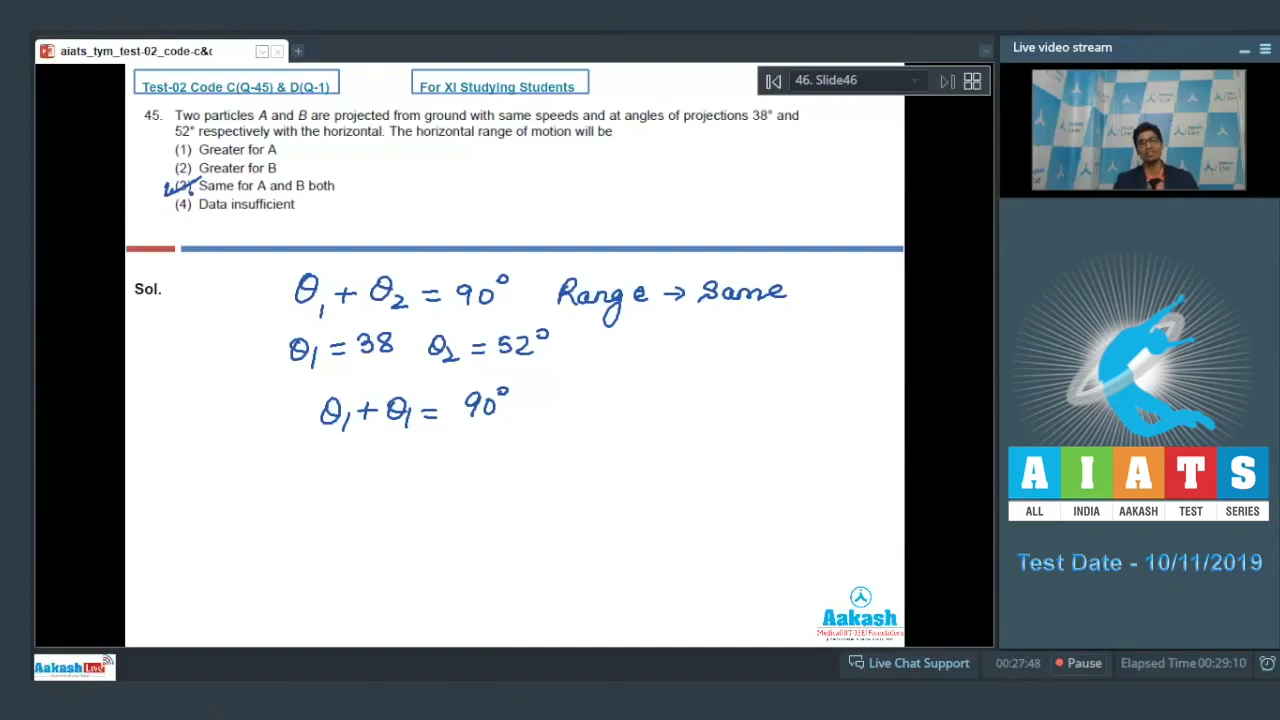 aiats_tym_test-02_code-c&c
Live video stream
Test-02 Code C(Q-45) & D(Q-1)
For XI Studying Students
46. Slide46
45. Two particles A and B are projected from ground with same speeds and at angles of projections 38° and
52° respectively with the horizontal. The horizontal range of motion will be
(1) Greater for A
(2) Greater for B
(3) Same for A and B both
(4) Data insufficient
Sol.
θ₁ + θ₂ = 90° Range → Same
θ₁ = 38 θ₂ = 52°
θ₁ + θ₁ = 90°
A I A T S
ALL INDIA AAKASH TEST SERIES
Test Date - 10/11/2019
Aakash
Medical|IIT-JEE|Foundations
Aakash Live
Live Chat Support
00:27:48
Pause
Elapsed Time 00:29:10